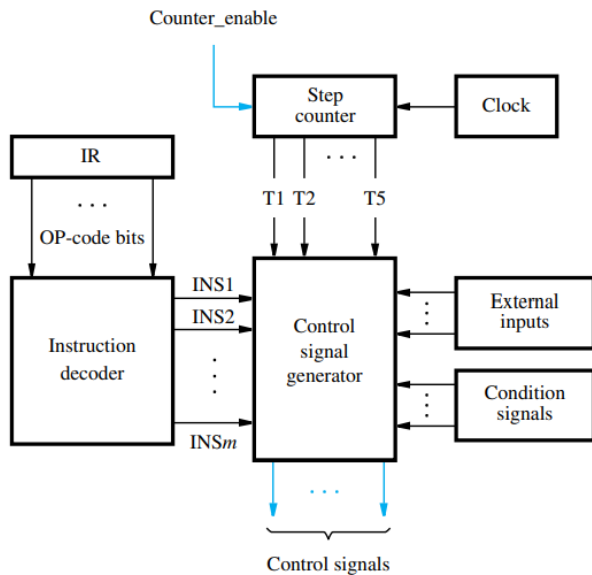 Counter_enable
Step
counter
Clock
IR
. . .
. . .
T1 T2 T5
OP-code bits
INS1
INS2
INSm
Instruction
decoder
Control
signal
generator
External
inputs
Condition
signals
. . .
Control signals